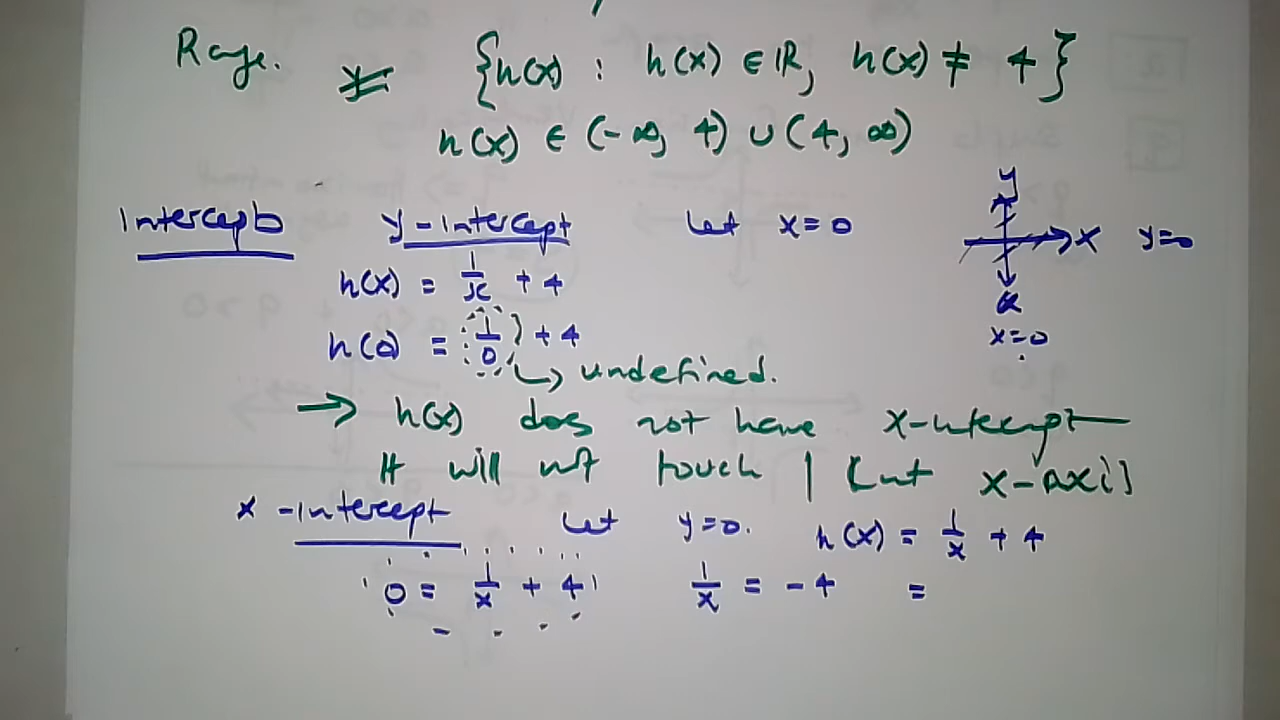 Range. {h(x) : h(x) ∈ ℝ, h(x) ≠ 4}
h(x) ∈ (-∞, 4) ∪ (4, ∞)
Intercepts y-intercept Let x=0
y
x y=0
x=0
h(x) = 1/x + 4
h(0) = 1/0 + 4
↳ undefined.
→ h(x) does not have x-intercept
It will not touch | cut x-axis
x-intercept Let y=0. h(x) = 1/x + 4
0 = 1/x + 4 1/x = -4 =